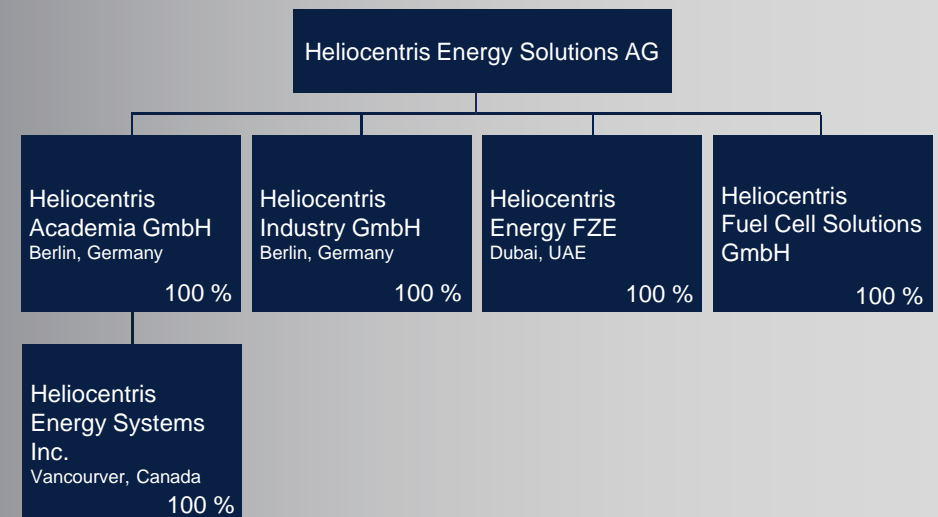 Heliocentris Energy Solutions AG
Heliocentris
Academia GmbH
Berlin, Germany
100 %
Heliocentris
Industry GmbH
Berlin, Germany
100 %
Heliocentris
Energy FZE
Dubai, UAE
100 %
Heliocentris
Fuel Cell Solutions
GmbH
100 %
Heliocentris
Energy Systems
Inc.
Vancourver, Canada
100 %